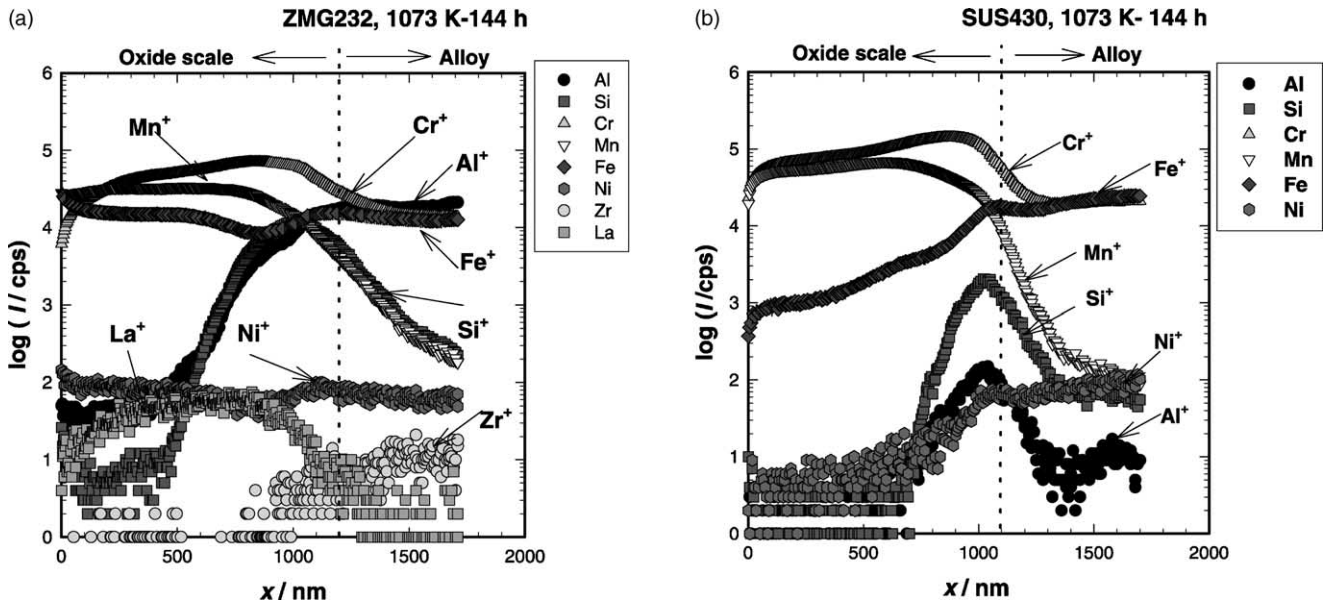 (a)
ZMG232, 1073 K-144 h
Oxide scale
Alloy
6
5
4
3
2
1
0
log (I/cps)
Mn⁺
Cr⁺
Al⁺
Fe⁺
Si⁺
La⁺
Ni⁺
Zr⁺
0 500 1000 1500 2000
x / nm
Al
Si
Cr
Mn
Fe
Ni
Zr
La
(b)
SUS430, 1073 K- 144 h
Oxide scale
Alloy
6
5
4
3
2
1
0
log (I/cps)
Cr⁺
Fe⁺
Mn⁺
Si⁺
Ni⁺
Al⁺
0 500 1000 1500 2000
x / nm
Al
Si
Cr
Mn
Fe
Ni